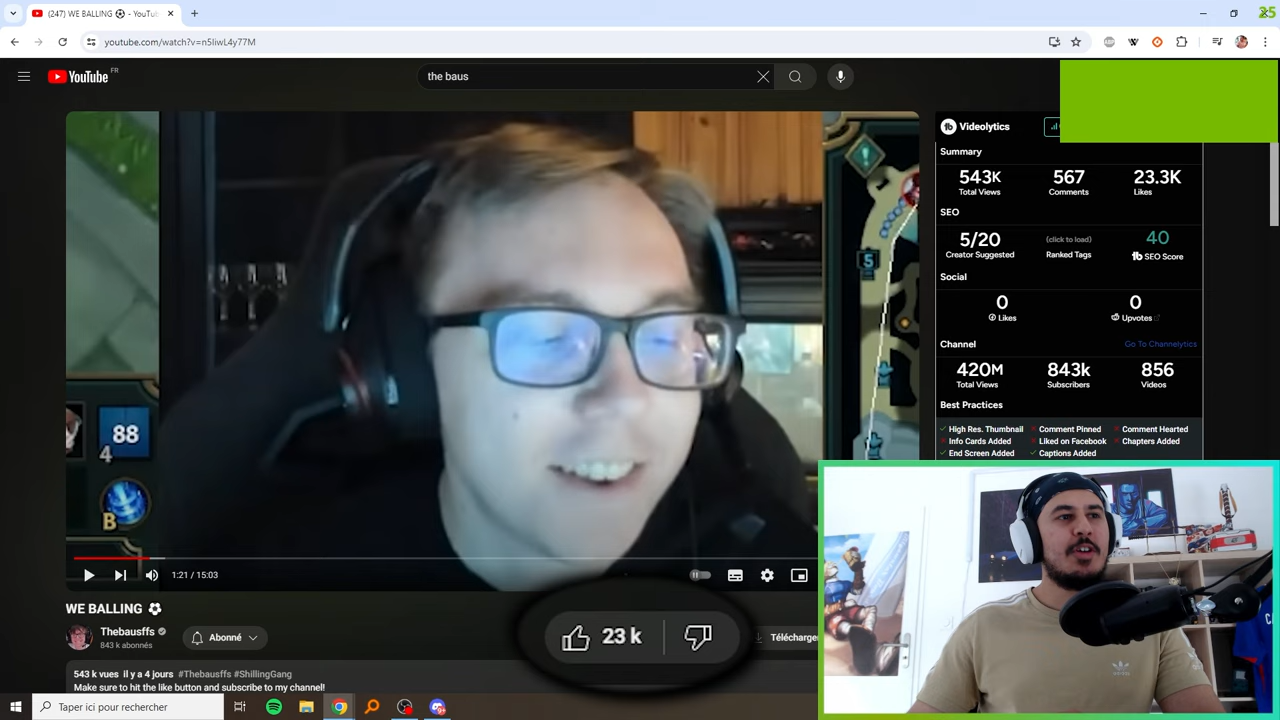 (247) WE BALLING ⚽ - YouTub
25
youtube.com/watch?v=n5IiwL4y77M
YouTube FR
the baus
Videolytics
Summary
543K 567 23.3K
Total Views Comments Likes
SEO
5/20 (click to load) 40
Creator Suggested Ranked Tags tb SEO Score
Social
0 0
Likes Upvotes
Channel Go To Channelytics
420M 843k 856
Total Views Subscribers Videos
Best Practices
High Res. Thumbnail Comment Pinned Comment Hearted
Info Cards Added Liked on Facebook Chapters Added
End Screen Added Captions Added
88
4
B
S
1:21 / 15:03
WE BALLING ⚽
Thebausffs
843 k abonnés
Abonné
23 k
Télécharger
543 k vues il y a 4 jours #Thebausffs #ShillingGang
Make sure to hit the like button and subscribe to my channel!
Taper ici pour rechercher
adidas